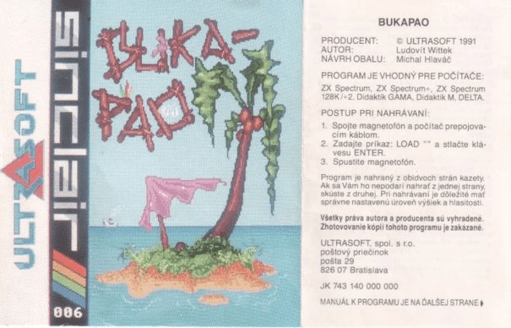 ULTRASOFT
sinclair
006
BUKA-
PAO
BUKAPAO
PRODUCENT: © ULTRASOFT 1991
AUTOR: Ľudovít Wittek
NÁVRH OBALU: Michal Hlaváč
PROGRAM JE VHODNÝ PRE POČÍTAČE:
ZX Spectrum, ZX Spectrum+, ZX Spectrum
128K/+2, Didaktik GAMA, Didaktik M, DELTA.
POSTUP PRI NAHRÁVANÍ:
1. Spojte magnetofón a počítač prepojova-
cím káblom.
2. Zadajte príkaz: LOAD "" a stlačte klá-
vesu ENTER.
3. Spustite magnetofón.
Program je nahraný z obidvoch strán kazety.
Ak sa Vám ho nepodarí nahrať z jednej strany,
skúste z druhej. Pri nahrávaní je dôležité mať
správne nastavenú úroveň výšiek a hlasitosti.
Všetky práva autora a producenta sú vyhradené.
Zhotovovanie kópií tohoto programu je zakázané.
ULTRASOFT, spol. s r.o.
poštový priečinok
pošta 29
826 07 Bratislava
JK 743 140 000 000
MANUÁL K PROGRAMU JE NA ĎALŠEJ STRANE